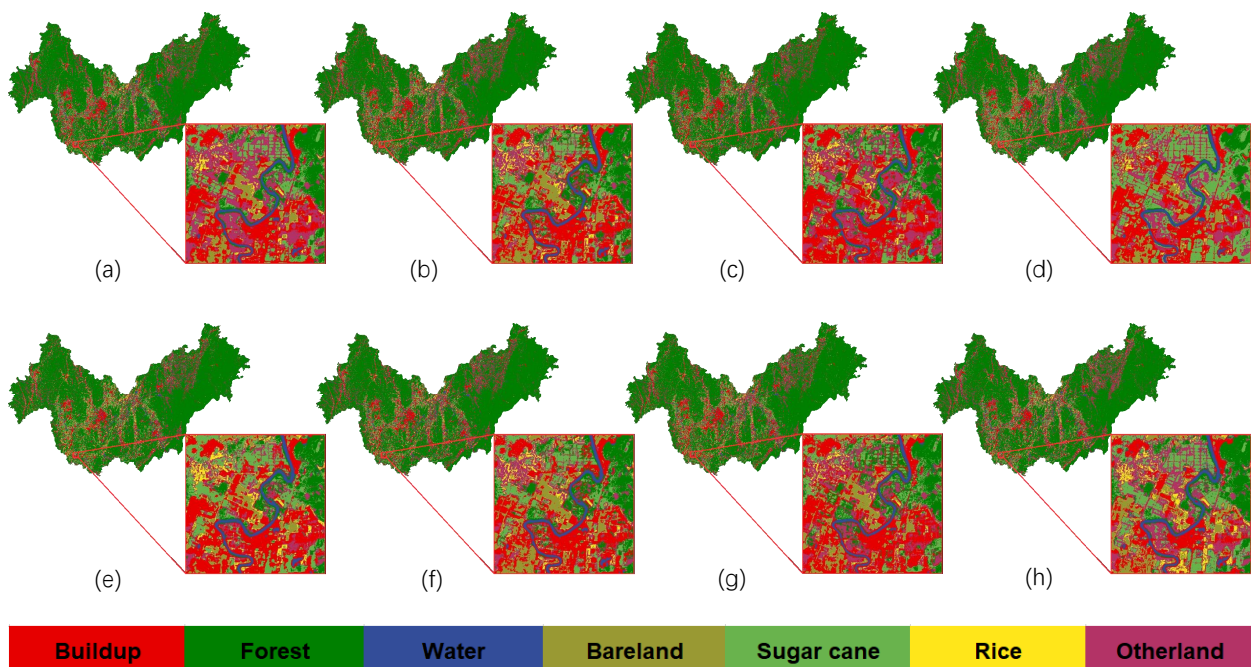 (a) (b) (c) (d)
(e) (f) (g) (h)
Buildup Forest Water Bareland Sugar cane Rice Otherland